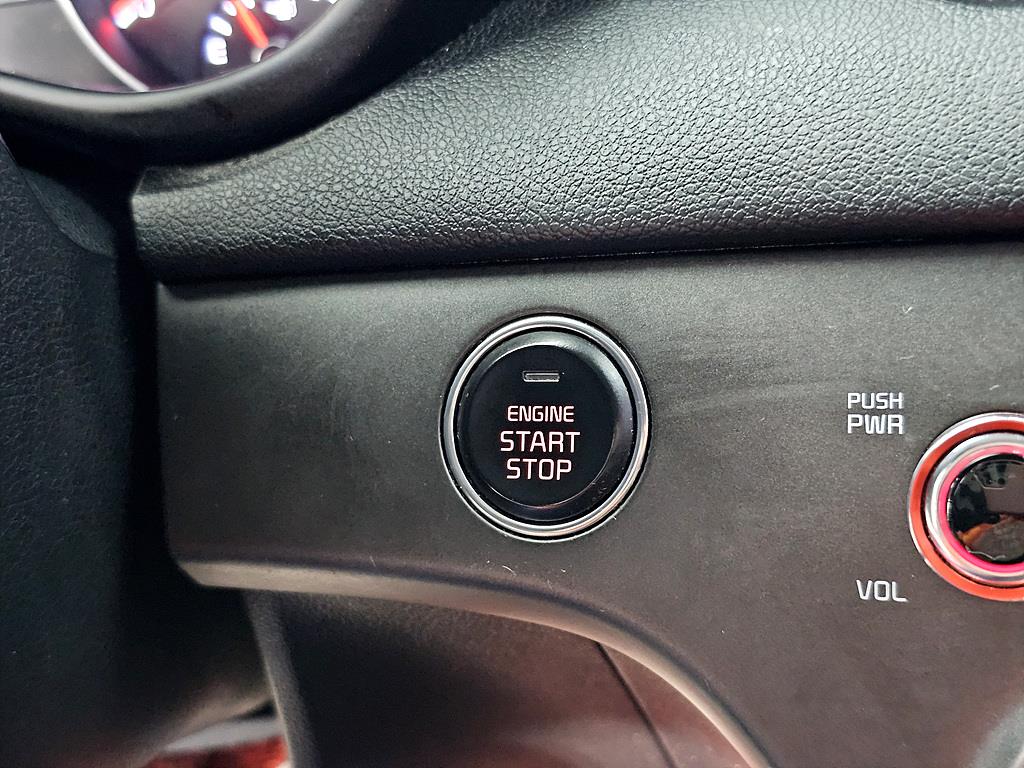 E
ENGINE
START
STOP
PUSH
PWR
VOL